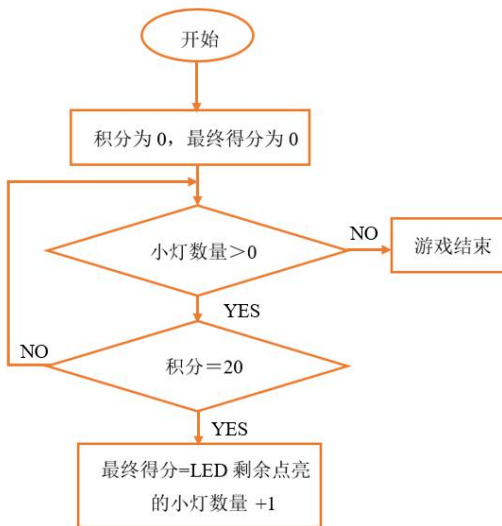 开始
积分为 0，最终得分为 0
小灯数量＞0
NO
游戏结束
YES
NO
积分＝20
YES
最终得分=LED 剩余点亮
的小灯数量 +1